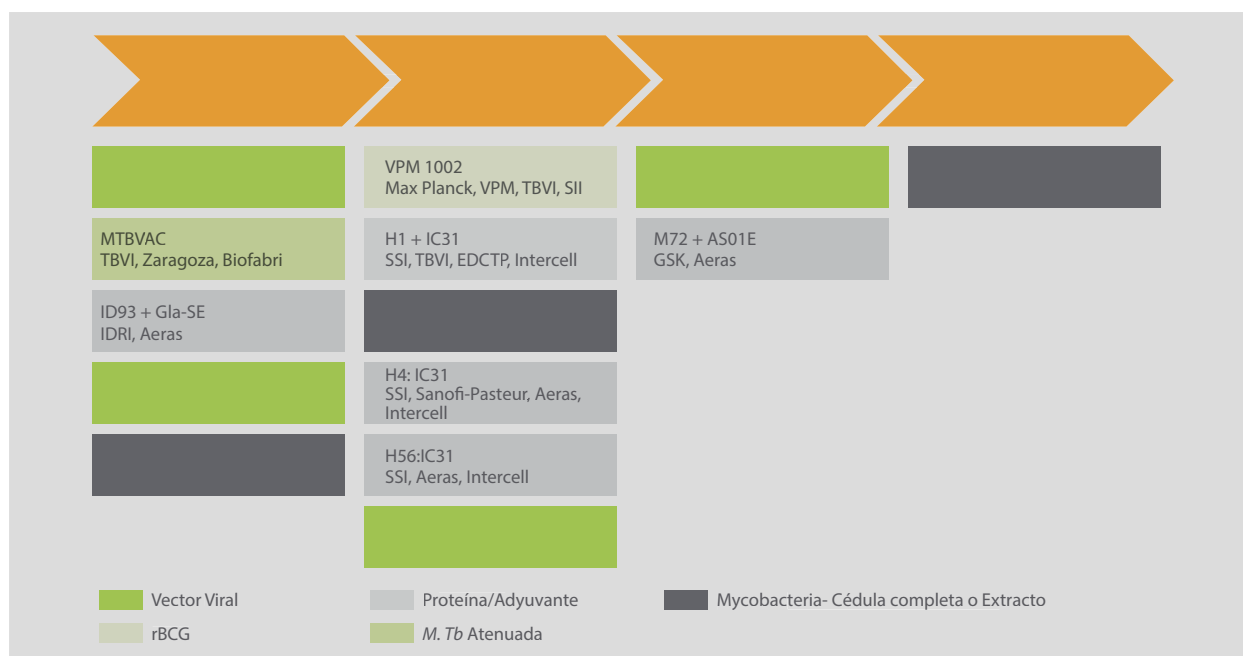 VPM 1002
Max Planck, VPM, TBVI, SII
MTBVAC
TBVI, Zaragoza, Biofabri
H1 + IC31
SSI, TBVI, EDCTP, Intercell
M72 + AS01E
GSK, Aeras
ID93 + Gla-SE
IDRI, Aeras
H4: IC31
SSI, Sanofi-Pasteur, Aeras,
Intercell
H56:IC31
SSI, Aeras, Intercell
Vector Viral
Proteína/Adyuvante
Mycobacteria- Cédula completa o Extracto
rBCG
M. Tb Atenuada